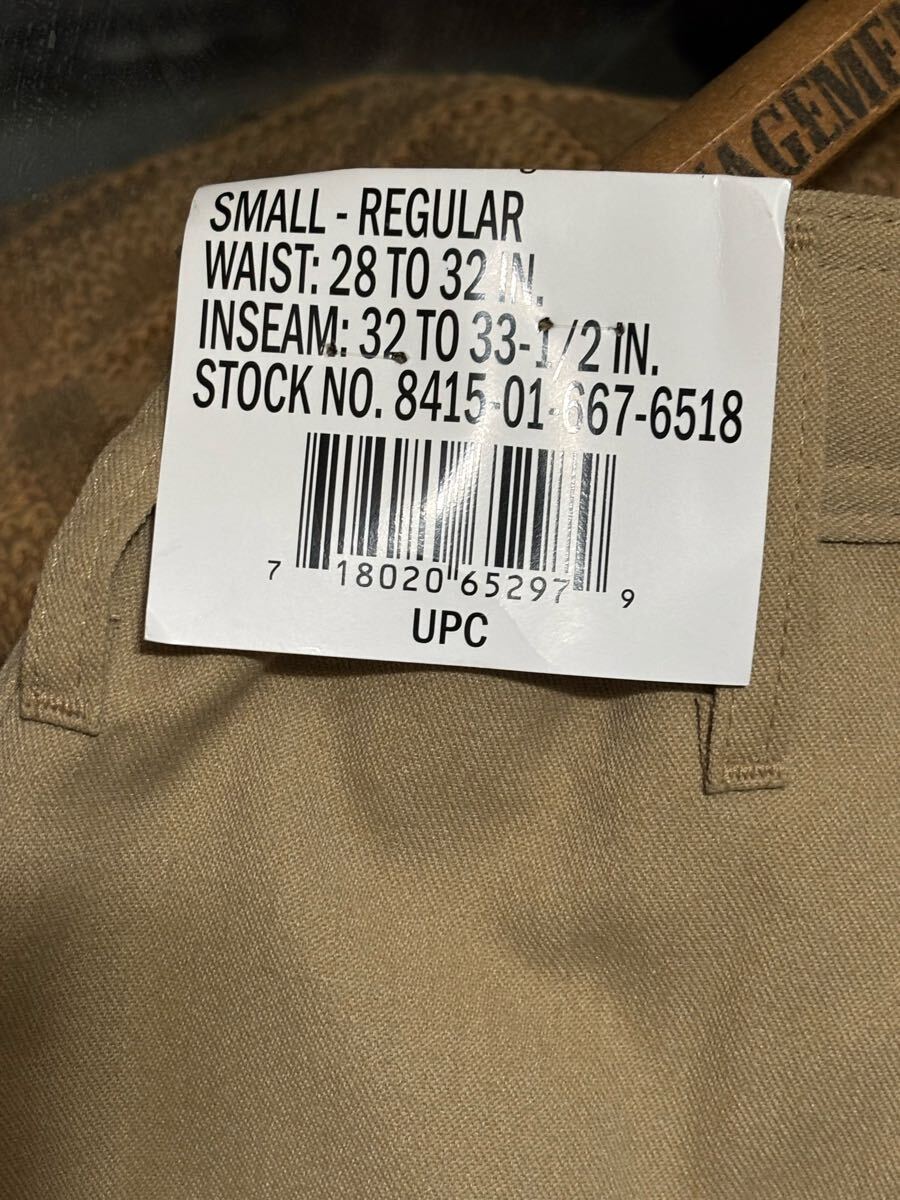 AGEME
SMALL - REGULAR
WAIST: 28 TO 32 IN.
INSEAM: 32 TO 33-1/2 IN.
STOCK NO. 8415-01-667-6518
7 18020 65297 9
UPC